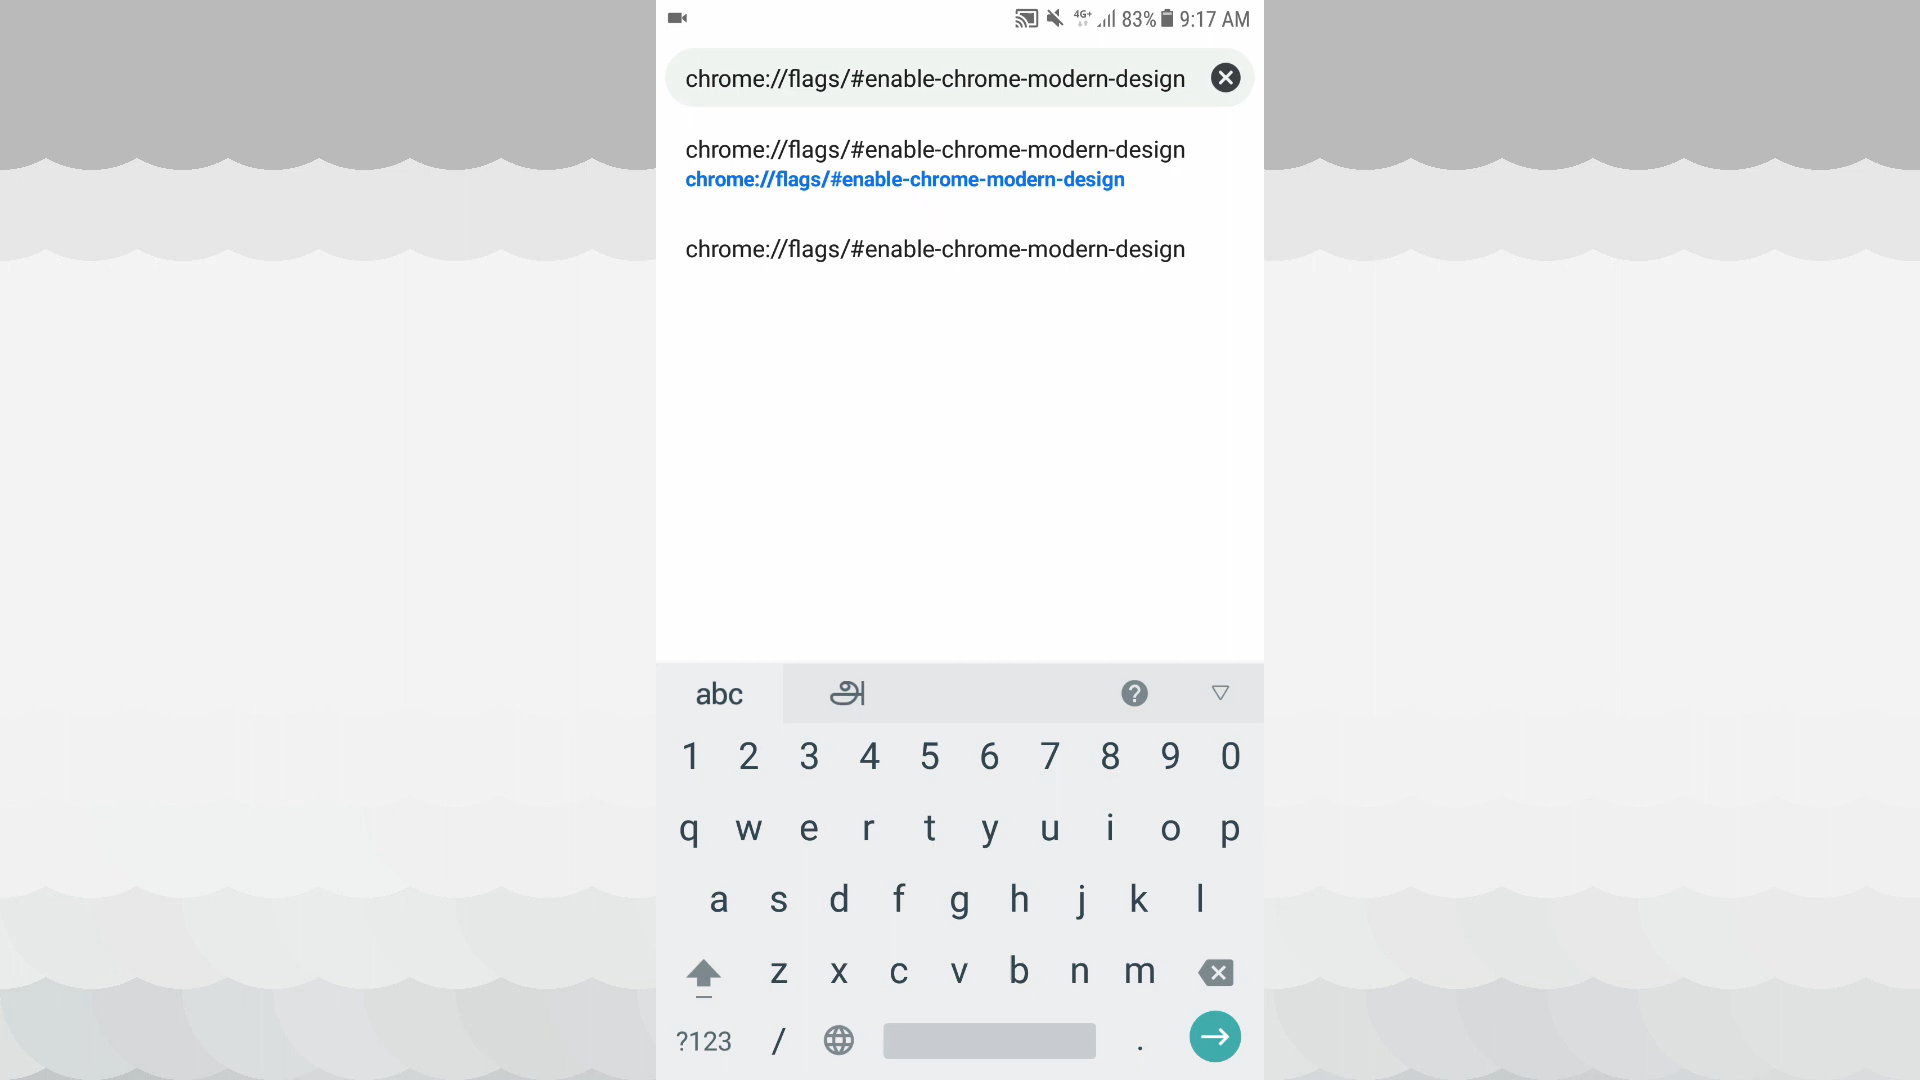 4G+ 83% 9:17 AM
chrome://flags/#enable-chrome-modern-design
chrome://flags/#enable-chrome-modern-design
chrome://flags/#enable-chrome-modern-design
chrome://flags/#enable-chrome-modern-design
abc அ ?
1 2 3 4 5 6 7 8 9 0
q w e r t y u i o p
a s d f g h j k l
z x c v b n m
?123 / .